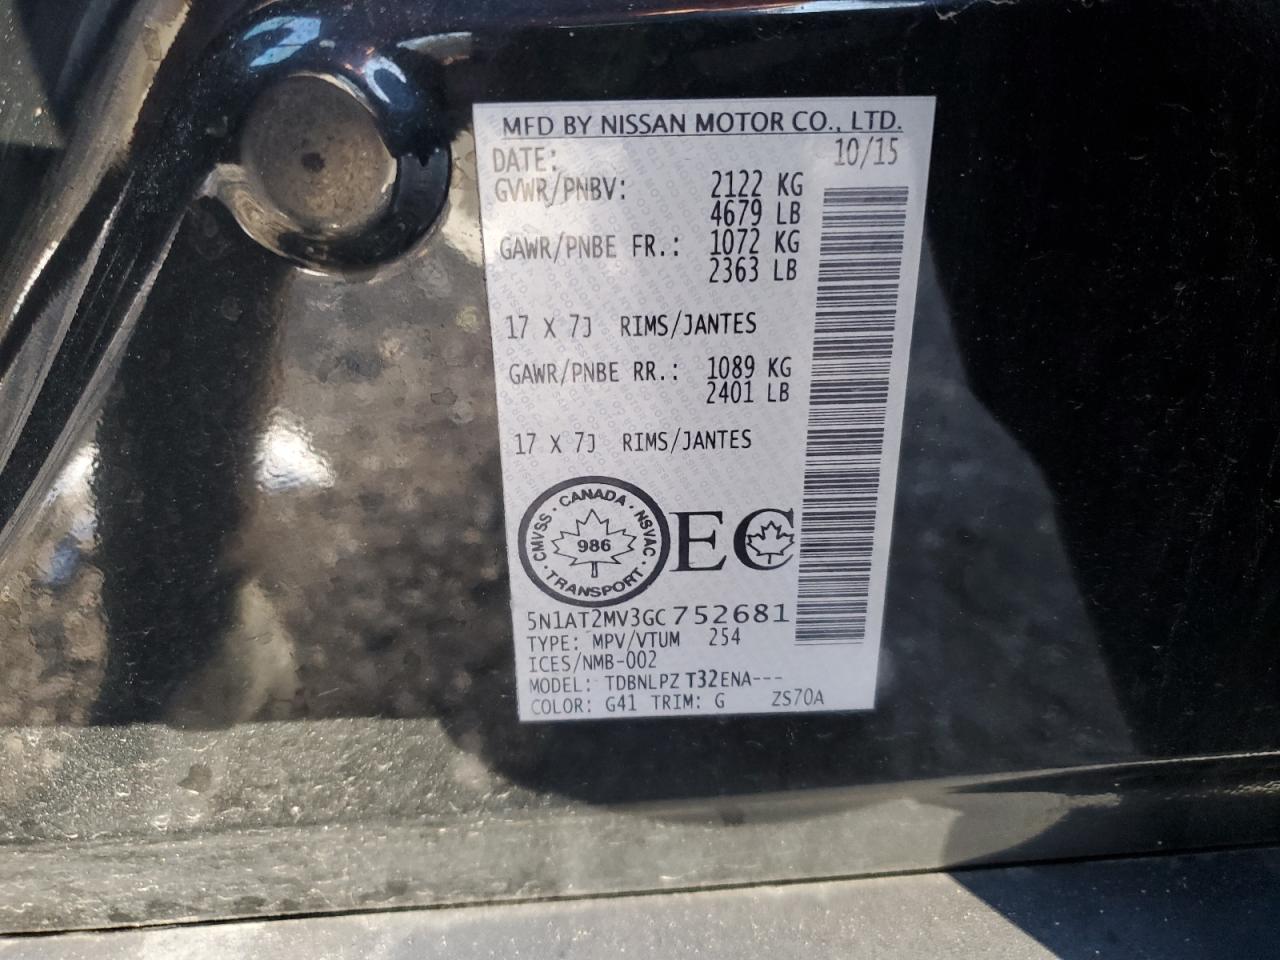 MFD BY NISSAN MOTOR CO., LTD.
DATE: 10/15
GVWR/PNBV: 2122 KG
4679 LB
GAWR/PNBE FR.: 1072 KG
2363 LB
17 X 7J RIMS/JANTES
GAWR/PNBE RR.: 1089 KG
2401 LB
17 X 7J RIMS/JANTES
CMVSS · CANADA · NSVAC · TRANSPORT ·
986
EC
5N1AT2MV3GC752681
TYPE: MPV/VTUM 254
ICES/NMB-002
MODEL: TDBNLPZ T32ENA---
COLOR: G41 TRIM: G ZS70A